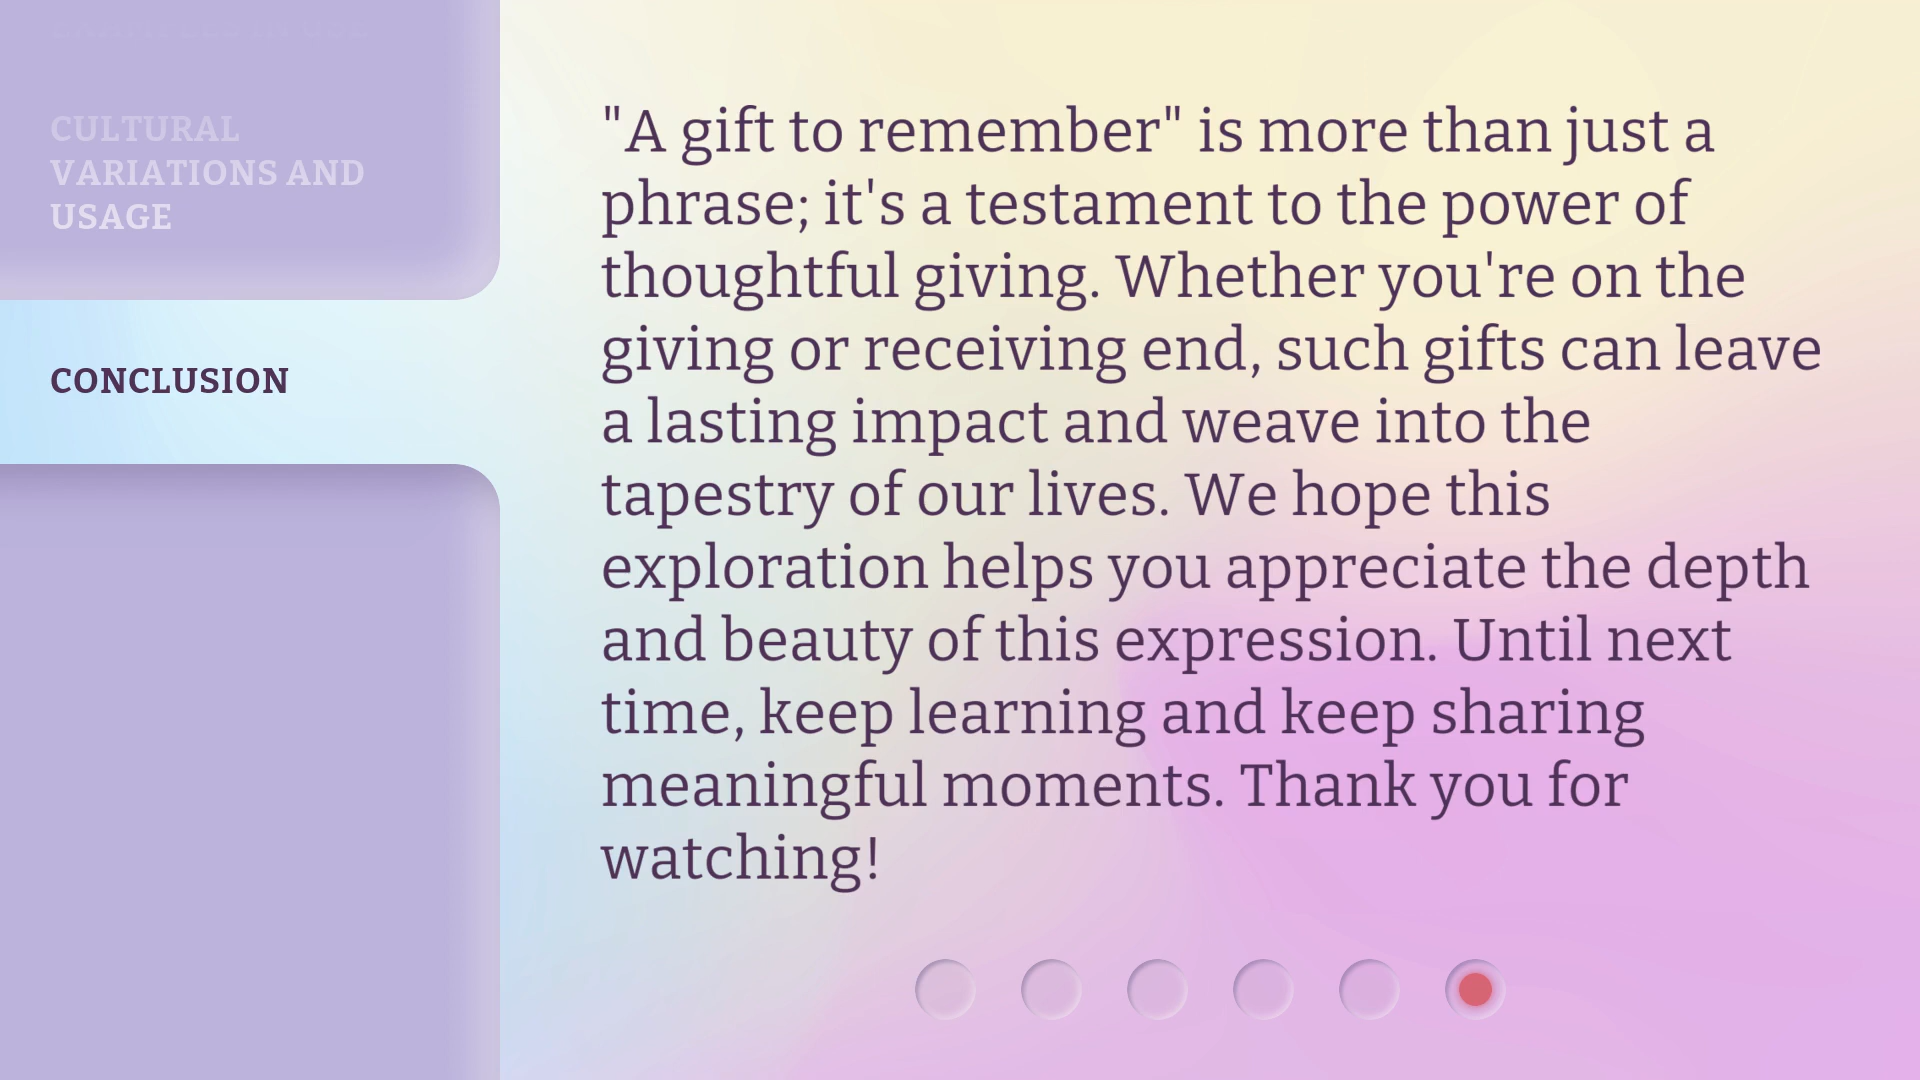 CULTURAL
VARIATIONS AND
USAGE
CONCLUSION
"A gift to remember" is more than just a
phrase; it's a testament to the power of
thoughtful giving. Whether you're on the
giving or receiving end, such gifts can leave
a lasting impact and weave into the
tapestry of our lives. We hope this
exploration helps you appreciate the depth
and beauty of this expression. Until next
time, keep learning and keep sharing
meaningful moments. Thank you for
watching!